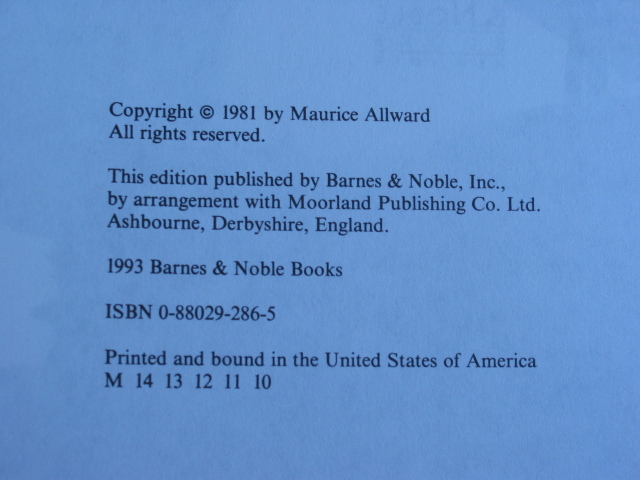 Copyright © 1981 by Maurice Allward
All rights reserved.
This edition published by Barnes & Noble, Inc.,
by arrangement with Moorland Publishing Co. Ltd.
Ashbourne, Derbyshire, England.
1993 Barnes & Noble Books
ISBN 0-88029-286-5
Printed and bound in the United States of America
M 14 13 12 11 10